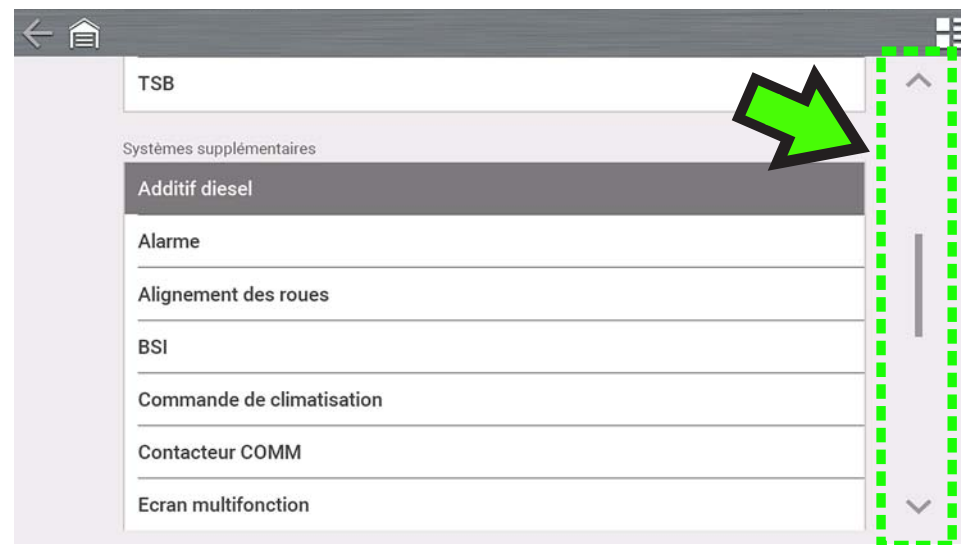 TSB
Systèmes supplémentaires
Additif diesel
Alarme
Alignement des roues
BSI
Commande de climatisation
Contacteur COMM
Ecran multifonction